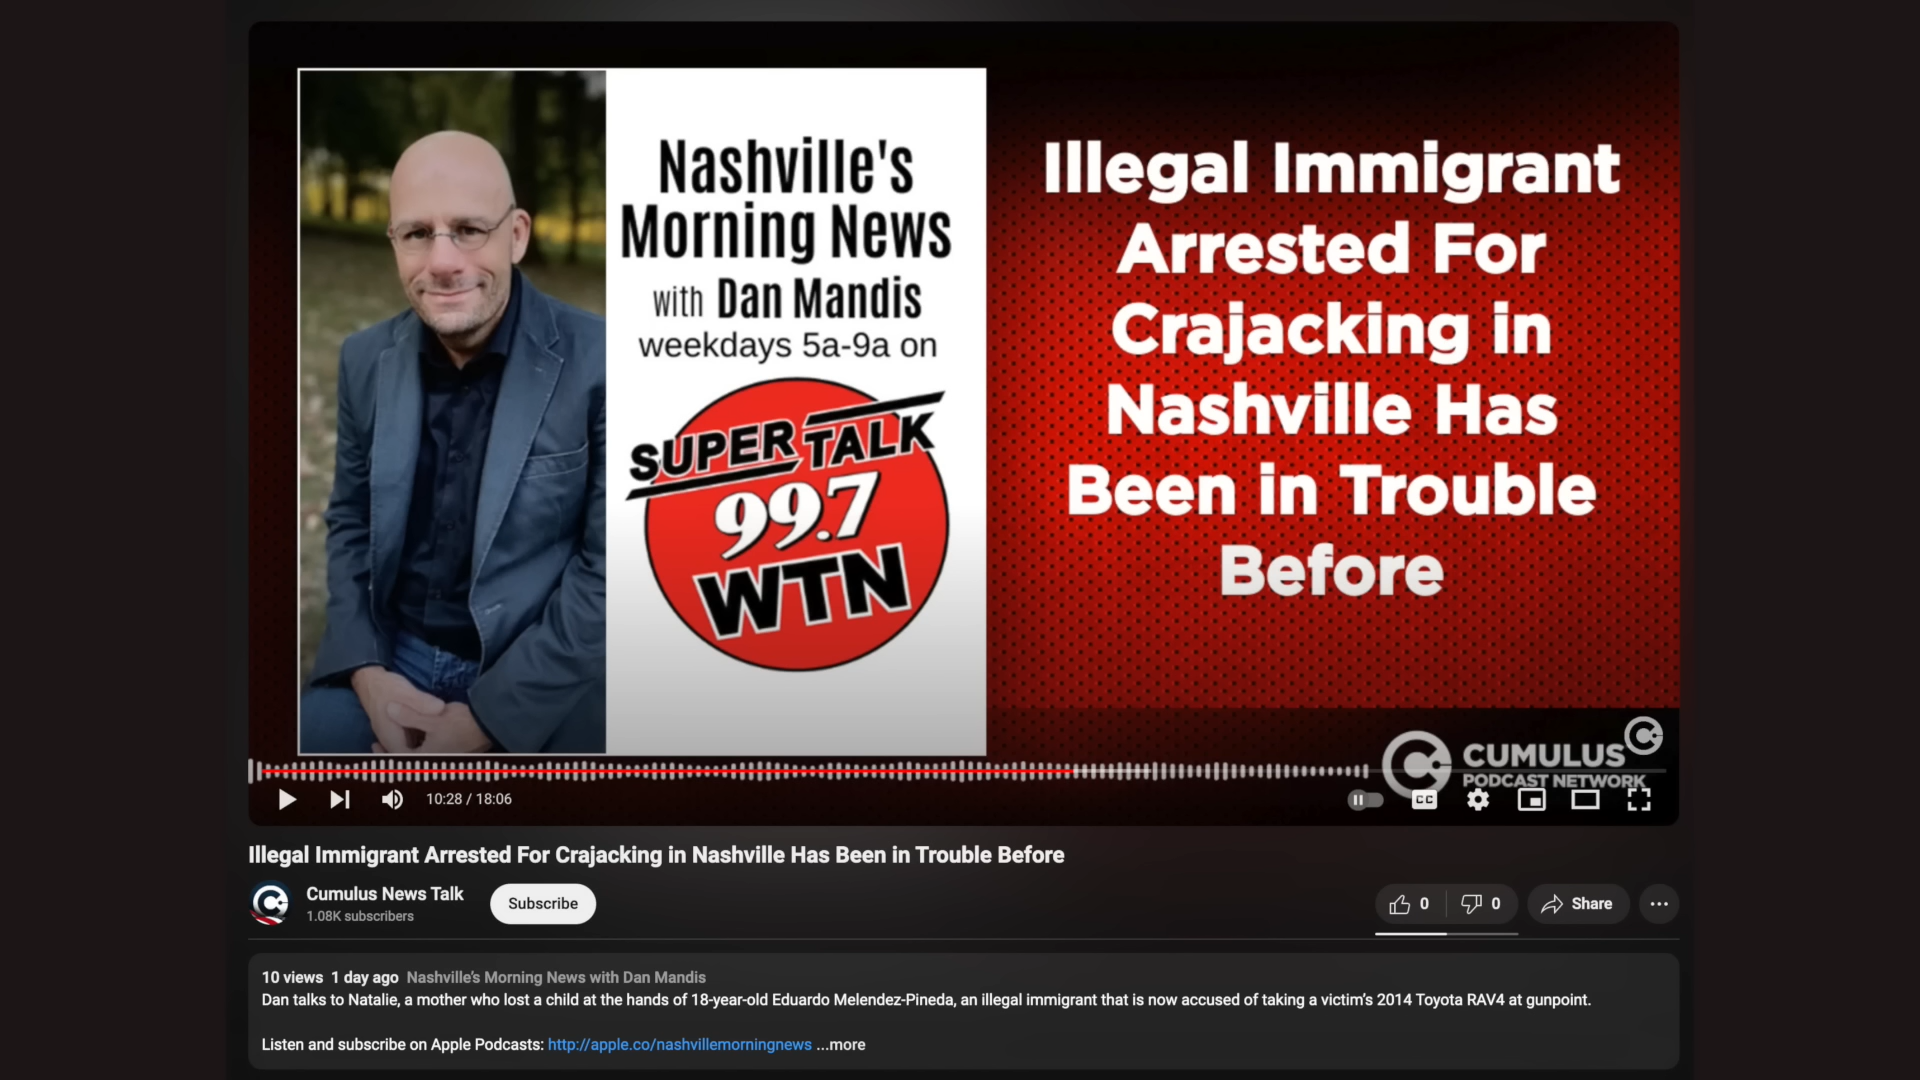 Nashville's
Morning News
with Dan Mandis
weekdays 5a-9a on
SUPER TALK
99.7
WTN
Illegal Immigrant
Arrested For
Crajacking in
Nashville Has
Been in Trouble
Before
CUMULUS
PODCAST NETWORK
10:28 / 18:06
CC
Illegal Immigrant Arrested For Crajacking in Nashville Has Been in Trouble Before
Cumulus News Talk
1.08K subscribers
Subscribe
0
0
Share
10 views 1 day ago Nashville’s Morning News with Dan Mandis
Dan talks to Natalie, a mother who lost a child at the hands of 18-year-old Eduardo Melendez-Pineda, an illegal immigrant that is now accused of taking a victim’s 2014 Toyota RAV4 at gunpoint.
Listen and subscribe on Apple Podcasts: http://apple.co/nashvillemorningnews ...more